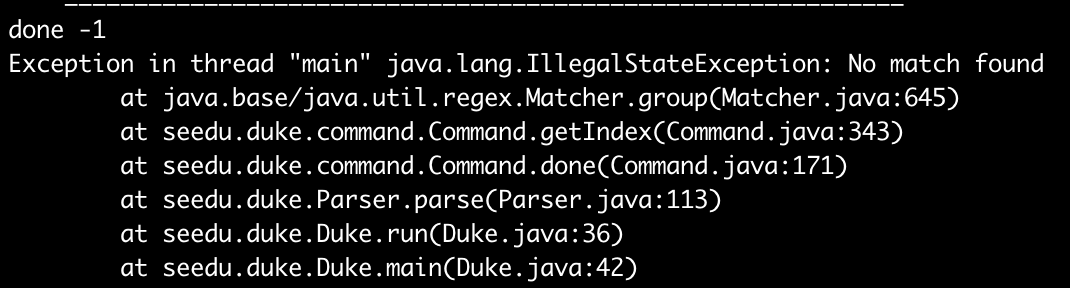 done -1
Exception in thread "main" java.lang.IllegalStateException: No match found
        at java.base/java.util.regex.Matcher.group(Matcher.java:645)
        at seedu.duke.command.Command.getIndex(Command.java:343)
        at seedu.duke.command.Command.done(Command.java:171)
        at seedu.duke.Parser.parse(Parser.java:113)
        at seedu.duke.Duke.run(Duke.java:36)
        at seedu.duke.Duke.main(Duke.java:42)